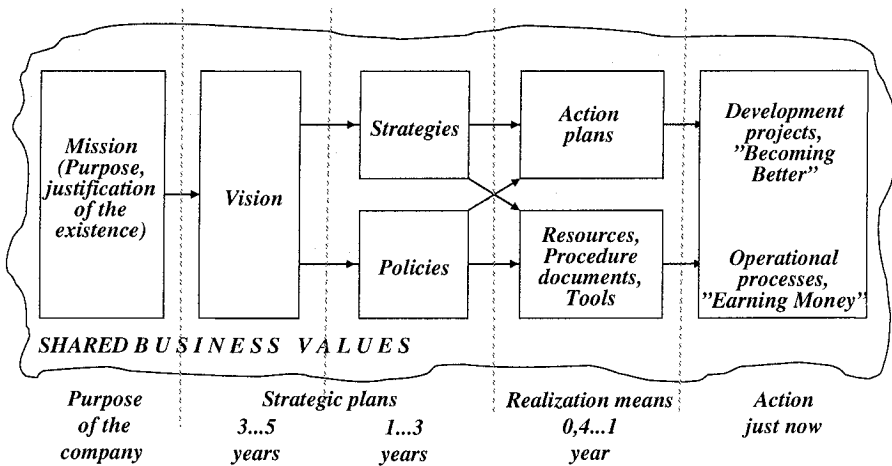 Mission
(Purpose,
justification
of the
existence)
Vision
Strategies
Policies
Action
plans
Resources,
Procedure
documents,
Tools
Development
projects,
"Becoming
Better"
Operational
processes,
"Earning Money"
SHARED BUSINESS VALUES
Purpose
of the
company
Strategic plans
3...5
years
1...3
years
Realization means
0,4...1
year
Action
just now